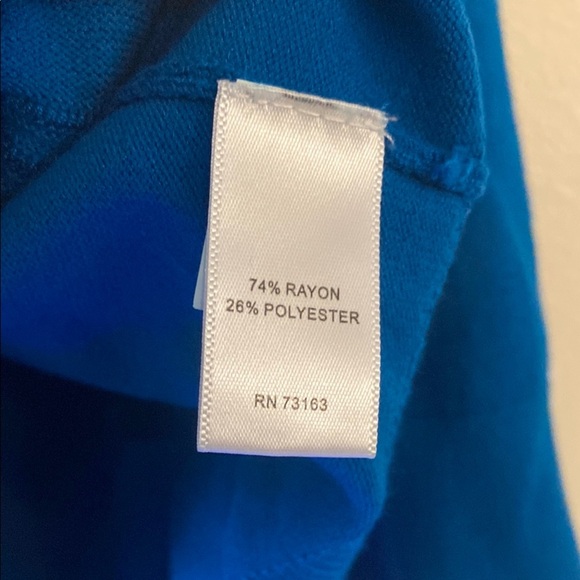 74% RAYON
26% POLYESTER
RN 73163